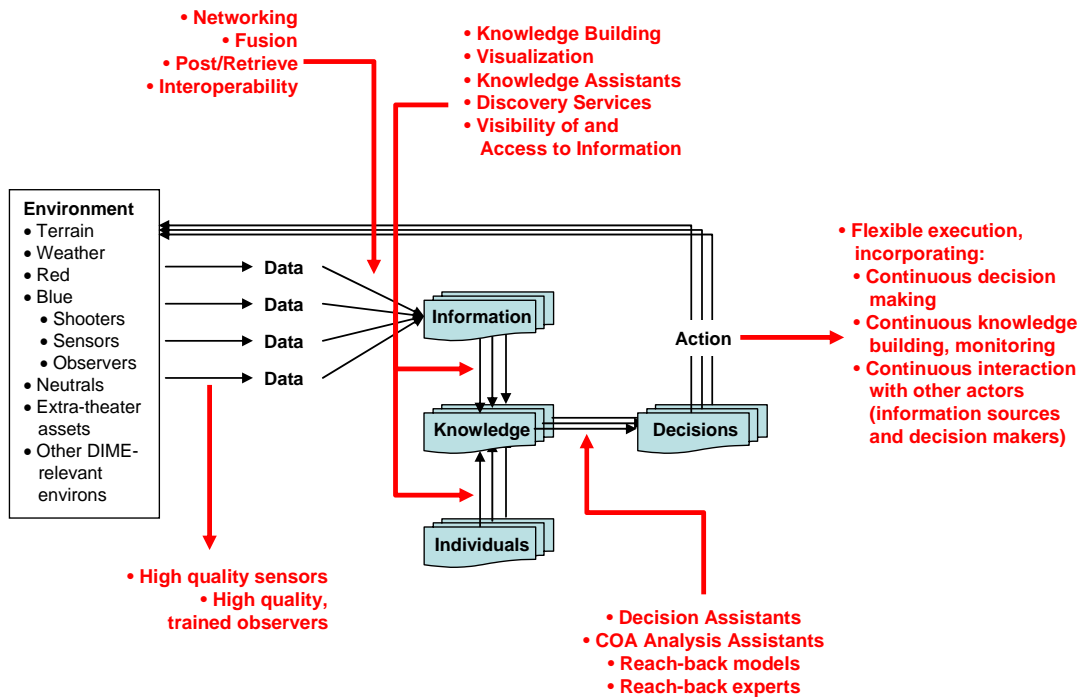 • Networking
• Fusion
• Post/Retrieve
• Interoperability
• Knowledge Building
• Visualization
• Knowledge Assistants
• Discovery Services
• Visibility of and
Access to Information
Environment
• Terrain
• Weather
• Red
• Blue
• Shooters
• Sensors
• Observers
• Neutrals
• Extra-theater
assets
• Other DIME-
relevant
environs
Data
Data
Data
Data
Information
Knowledge
Individuals
Decisions
Action
• Flexible execution,
incorporating:
• Continuous decision
making
• Continuous knowledge
building, monitoring
• Continuous interaction
with other actors
(information sources
and decision makers)
• High quality sensors
• High quality,
trained observers
• Decision Assistants
• COA Analysis Assistants
• Reach-back models
• Reach-back experts